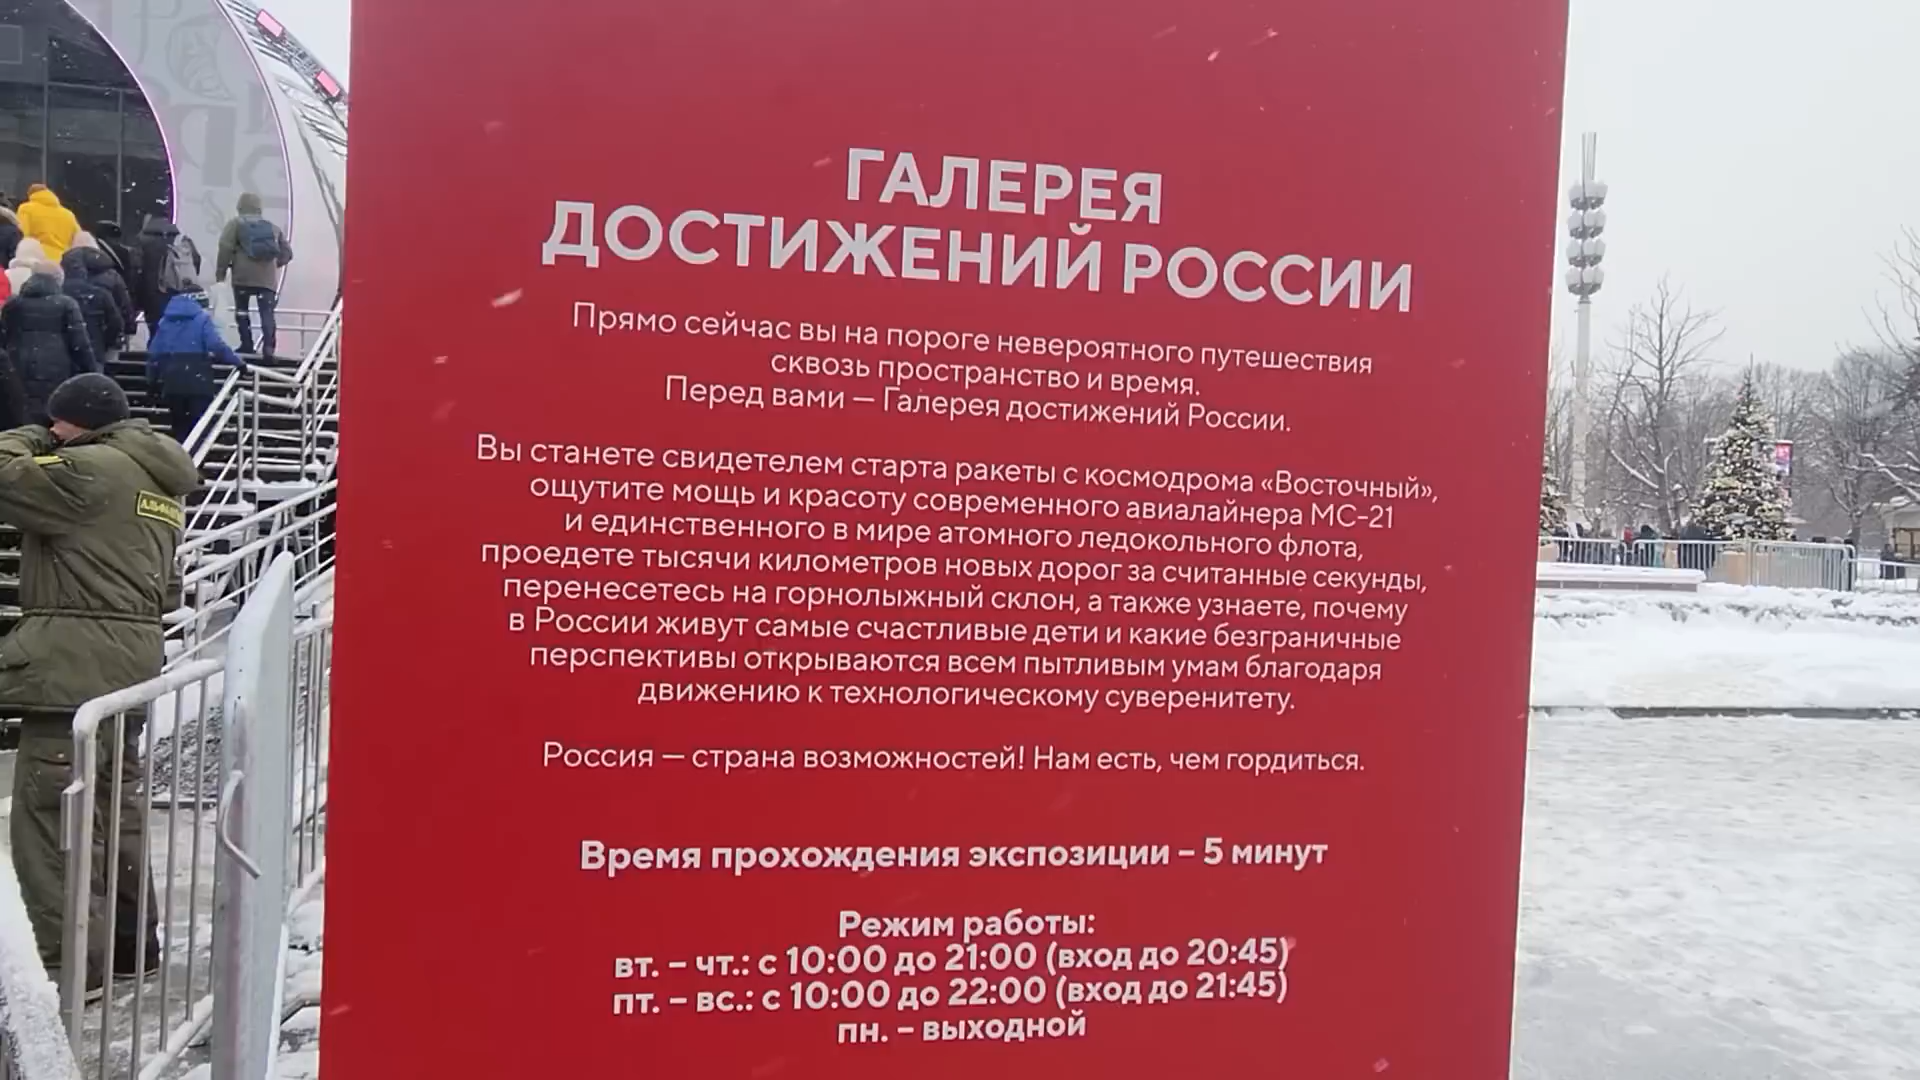 ГАЛЕРЕЯ
ДОСТИЖЕНИЙ РОССИИ
Прямо сейчас вы на пороге невероятного путешествия
сквозь пространство и время.
Перед вами — Галерея достижений России.
Вы станете свидетелем старта ракеты с космодрома «Восточный»,
ощутите мощь и красоту современного авиалайнера МС-21
и единственного в мире атомного ледокольного флота,
проедете тысячи километров новых дорог за считанные секунды,
перенесетесь на горнолыжный склон, а также узнаете, почему
в России живут самые счастливые дети и какие безграничные
перспективы открываются всем пытливым умам благодаря
движению к технологическому суверенитету.
Россия — страна возможностей! Нам есть, чем гордиться.
Время прохождения экспозиции – 5 минут
Режим работы:
вт. – чт.: с 10:00 до 21:00 (вход до 20:45)
пт. – вс.: с 10:00 до 22:00 (вход до 21:45)
пн. – выходной